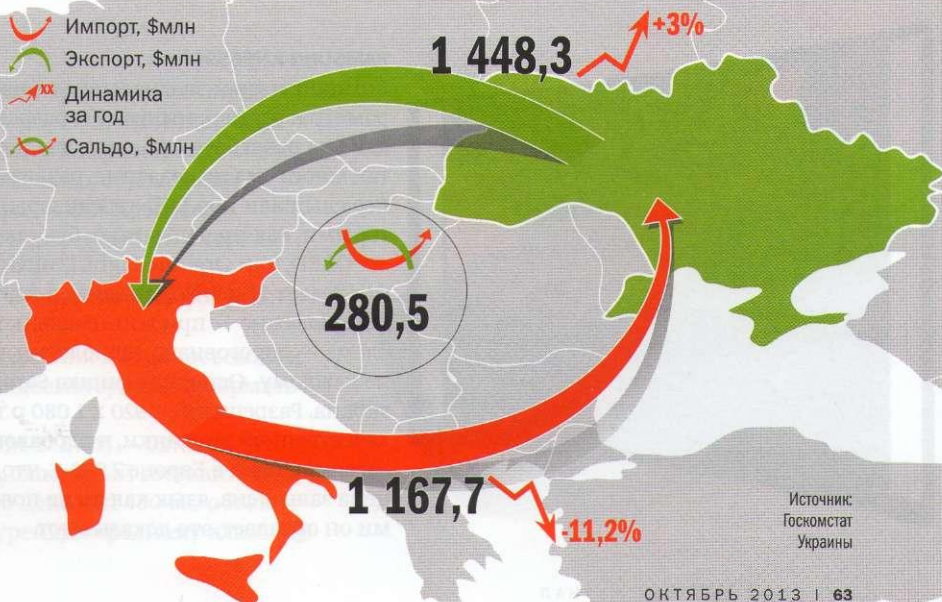 Импорт, $млн
Экспорт, $млн
XX Динамика
за год
Сальдо, $млн
1 448,3
+3%
280,5
1 167,7
-11,2%
Источник:
Госкомстат
Украины
ОКТЯБРЬ 2013 | 63